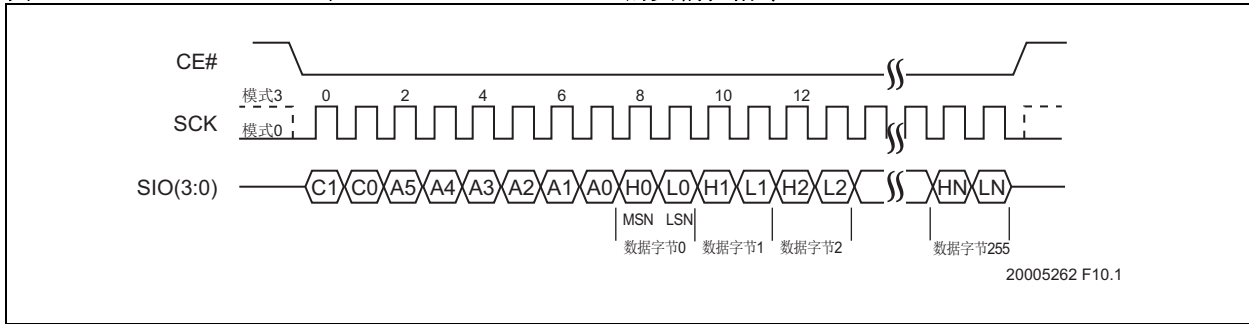 CE#
模式3 0 2 4 6 8 10 12
SCK
模式0
SIO(3:0) C1 C0 A5 A4 A3 A2 A1 A0 H0 L0 H1 L1 H2 L2 HN LN
MSN LSN
数据字节0 数据字节1 数据字节2 数据字节255
20005262 F10.1